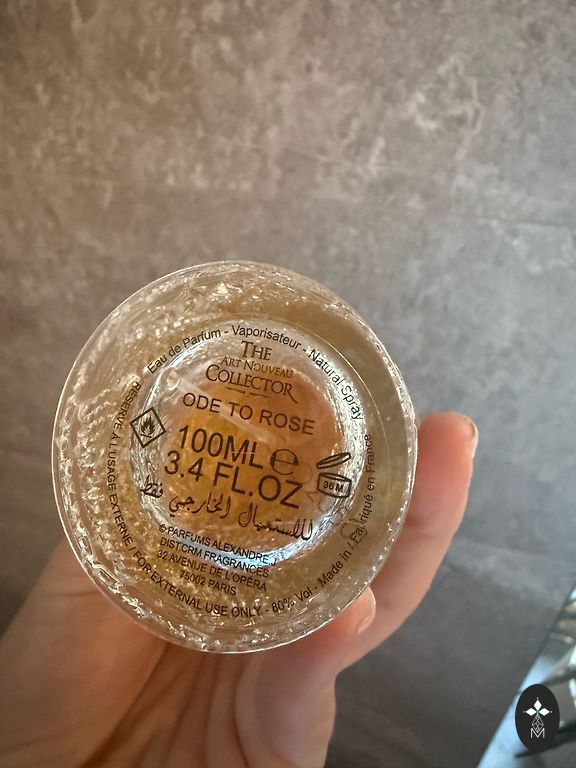 Eau de Parfum - Vaporisateur - Natural Spray
THE
ART NOUVEAU
COLLECTOR
ODE TO ROSE
100ML ℮
3.4 FL.OZ
36M
للاستعمال الخارجي فقط
©PARFUMS ALEXANDRE.J
DIST.CRM FRAGRANCES
32 AVENUE DE L'OPÉRA
75002 PARIS
RÉSERVÉ À L'USAGE EXTERNE / FOR EXTERNAL USE ONLY - 80% Vol - Made in / Fabriqué en France
M